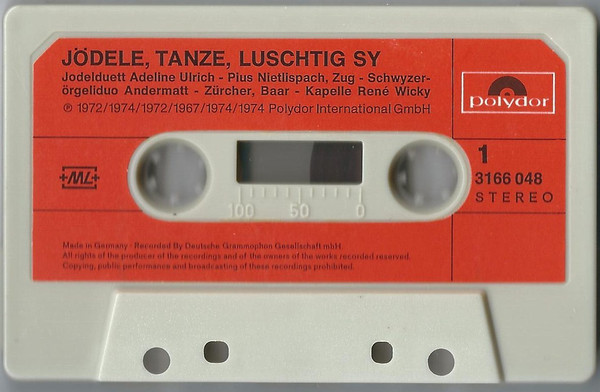 JÖDELE, TANZE, LUSCHTIG SY
Jodelduett Adeline Ulrich - Pius Nietlispach, Zug - Schwyzer-
örgeliduo Andermatt - Zürcher, Baar - Kapelle René Wicky
℗ 1972/1974/1972/1967/1974/1974 Polydor International GmbH
polydor
1
3166 048
STEREO
+ML+
100 50 0
Made in Germany · Recorded By Deutsche Grammophon Gesellschaft mbH.
All rights of the producer of the recordings and of the owners of the works recorded reserved.
Copying, public performance and broadcasting of these recordings prohibited.